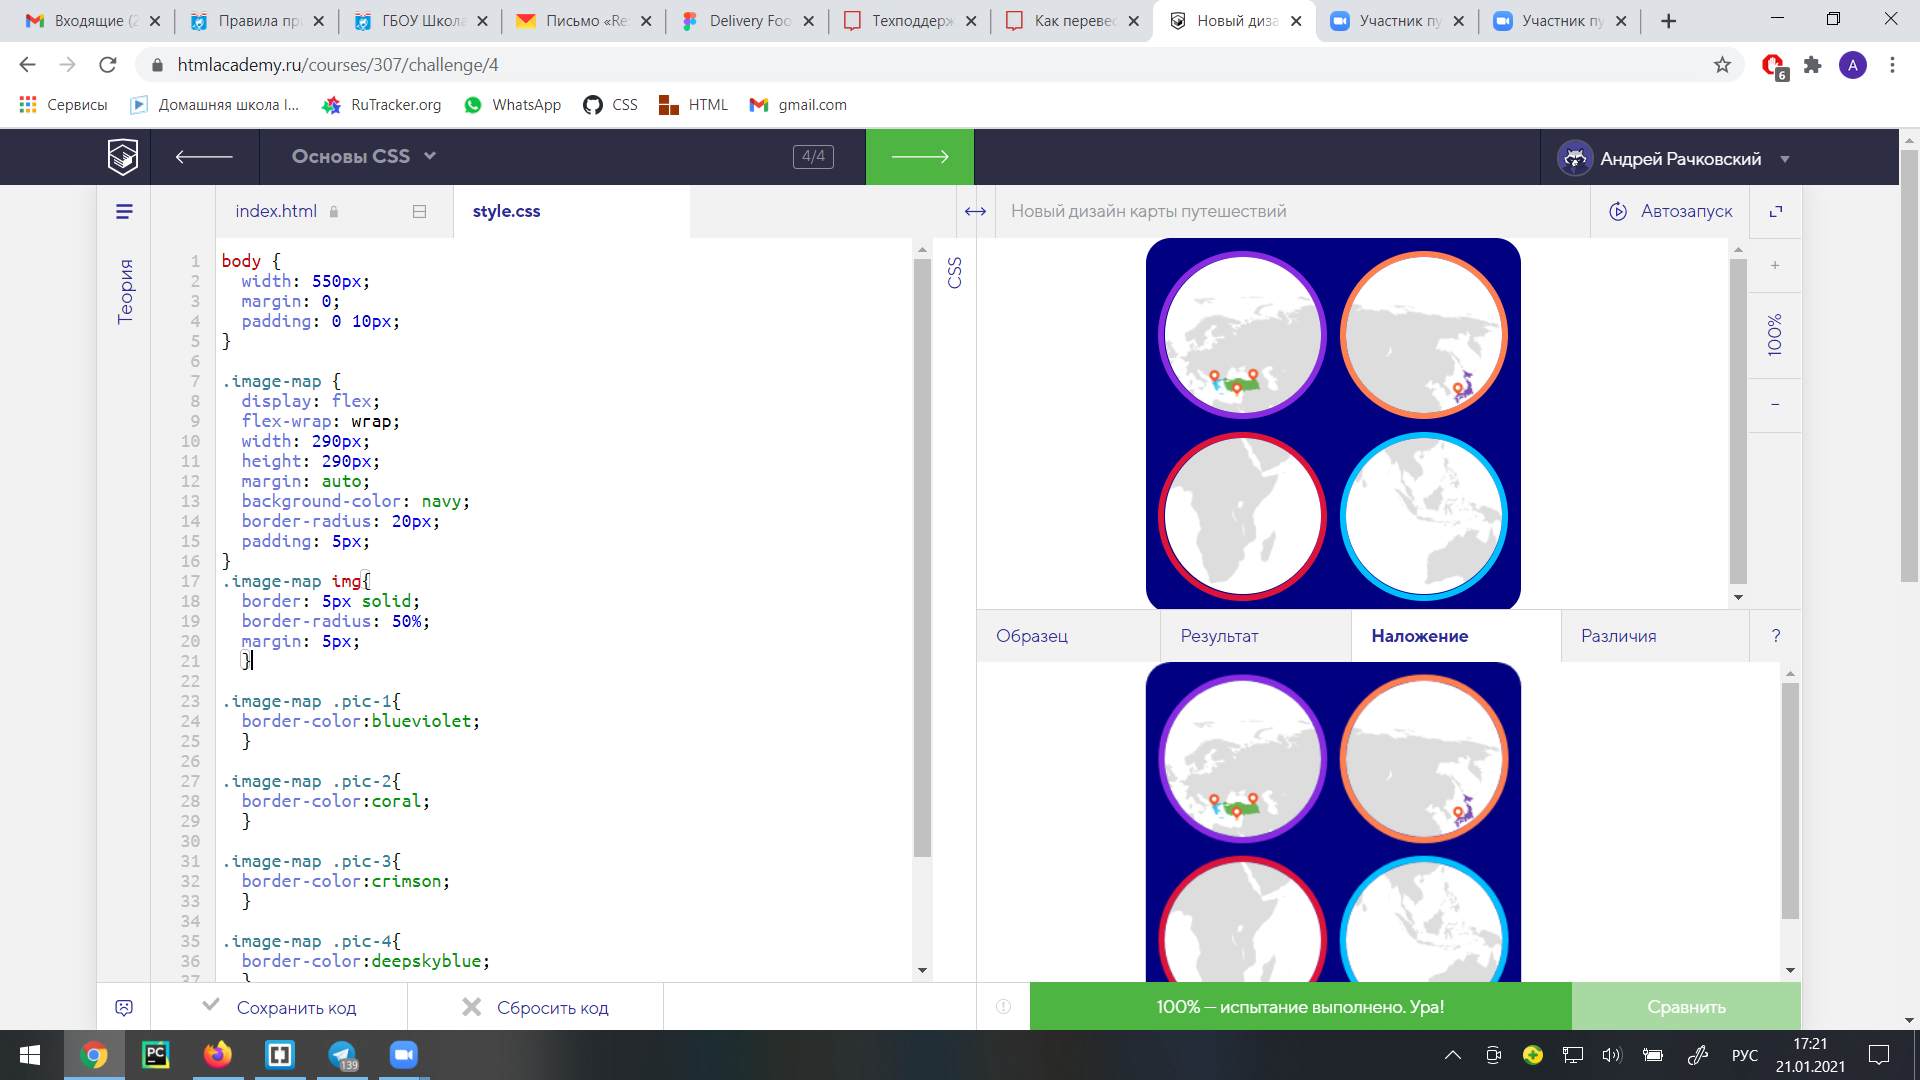 Входящие (2
Правила пр
ГБОУ Школа
Письмо «Re
Delivery Foo
Техподдерж
Как перевес
Новый диза
Участник пу
Участник пу
htmlacademy.ru/courses/307/challenge/4
6
A
Сервисы
Домашняя школа I...
RuTracker.org
WhatsApp
CSS
HTML
gmail.com
Основы CSS
4/4
Андрей Рачковский
index.html
style.css
Новый дизайн карты путешествий
Автозапуск
Теория
CSS
100%
1 body {
2 width: 550px;
3 margin: 0;
4 padding: 0 10px;
5 }
6
7 .image-map {
8 display: flex;
9 flex-wrap: wrap;
10 width: 290px;
11 height: 290px;
12 margin: auto;
13 background-color: navy;
14 border-radius: 20px;
15 padding: 5px;
16 }
17 .image-map img{
18 border: 5px solid;
19 border-radius: 50%;
20 margin: 5px;
21 }
22
23 .image-map .pic-1{
24 border-color:blueviolet;
25 }
26
27 .image-map .pic-2{
28 border-color:coral;
29 }
30
31 .image-map .pic-3{
32 border-color:crimson;
33 }
34
35 .image-map .pic-4{
36 border-color:deepskyblue;
37 }
Образец
Результат
Наложение
Различия
?
Сохранить код
Сбросить код
100% — испытание выполнено. Ура!
Сравнить
PC
139
РУС
17:21
21.01.2021